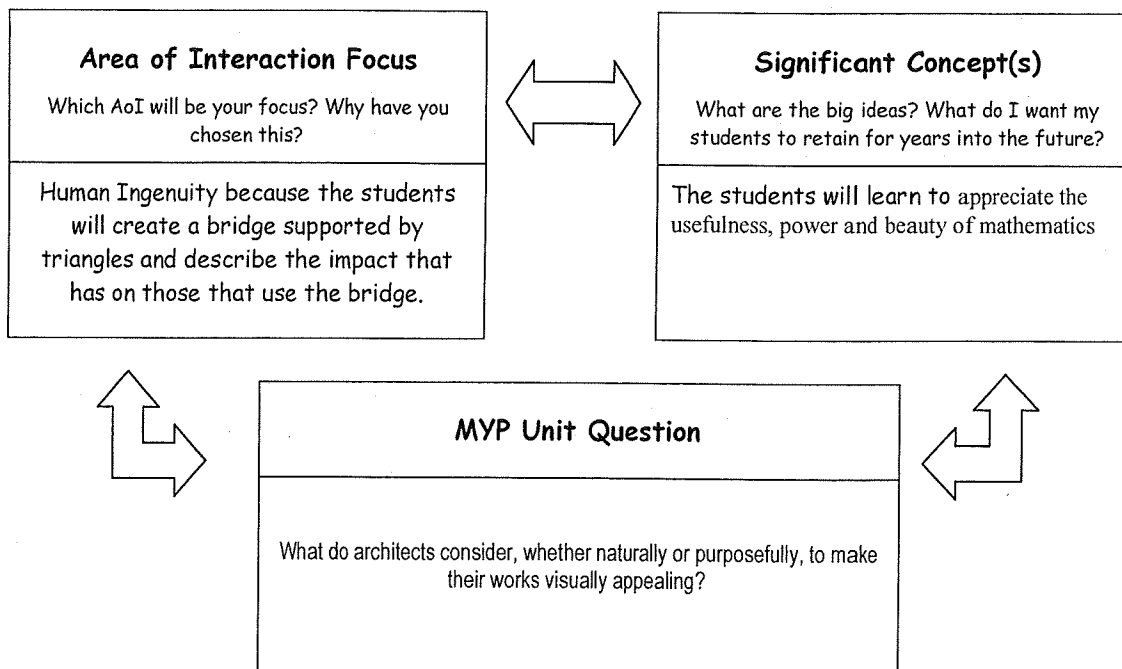 Area of Interaction Focus
Which AoI will be your focus? Why have you
chosen this?
Human Ingenuity because the students
will create a bridge supported by
triangles and describe the impact that
has on those that use the bridge.
Significant Concept(s)
What are the big ideas? What do I want my
students to retain for years into the future?
The students will learn to appreciate the
usefulness, power and beauty of mathematics
MYP Unit Question
What do architects consider, whether naturally or purposefully, to make
their works visually appealing?